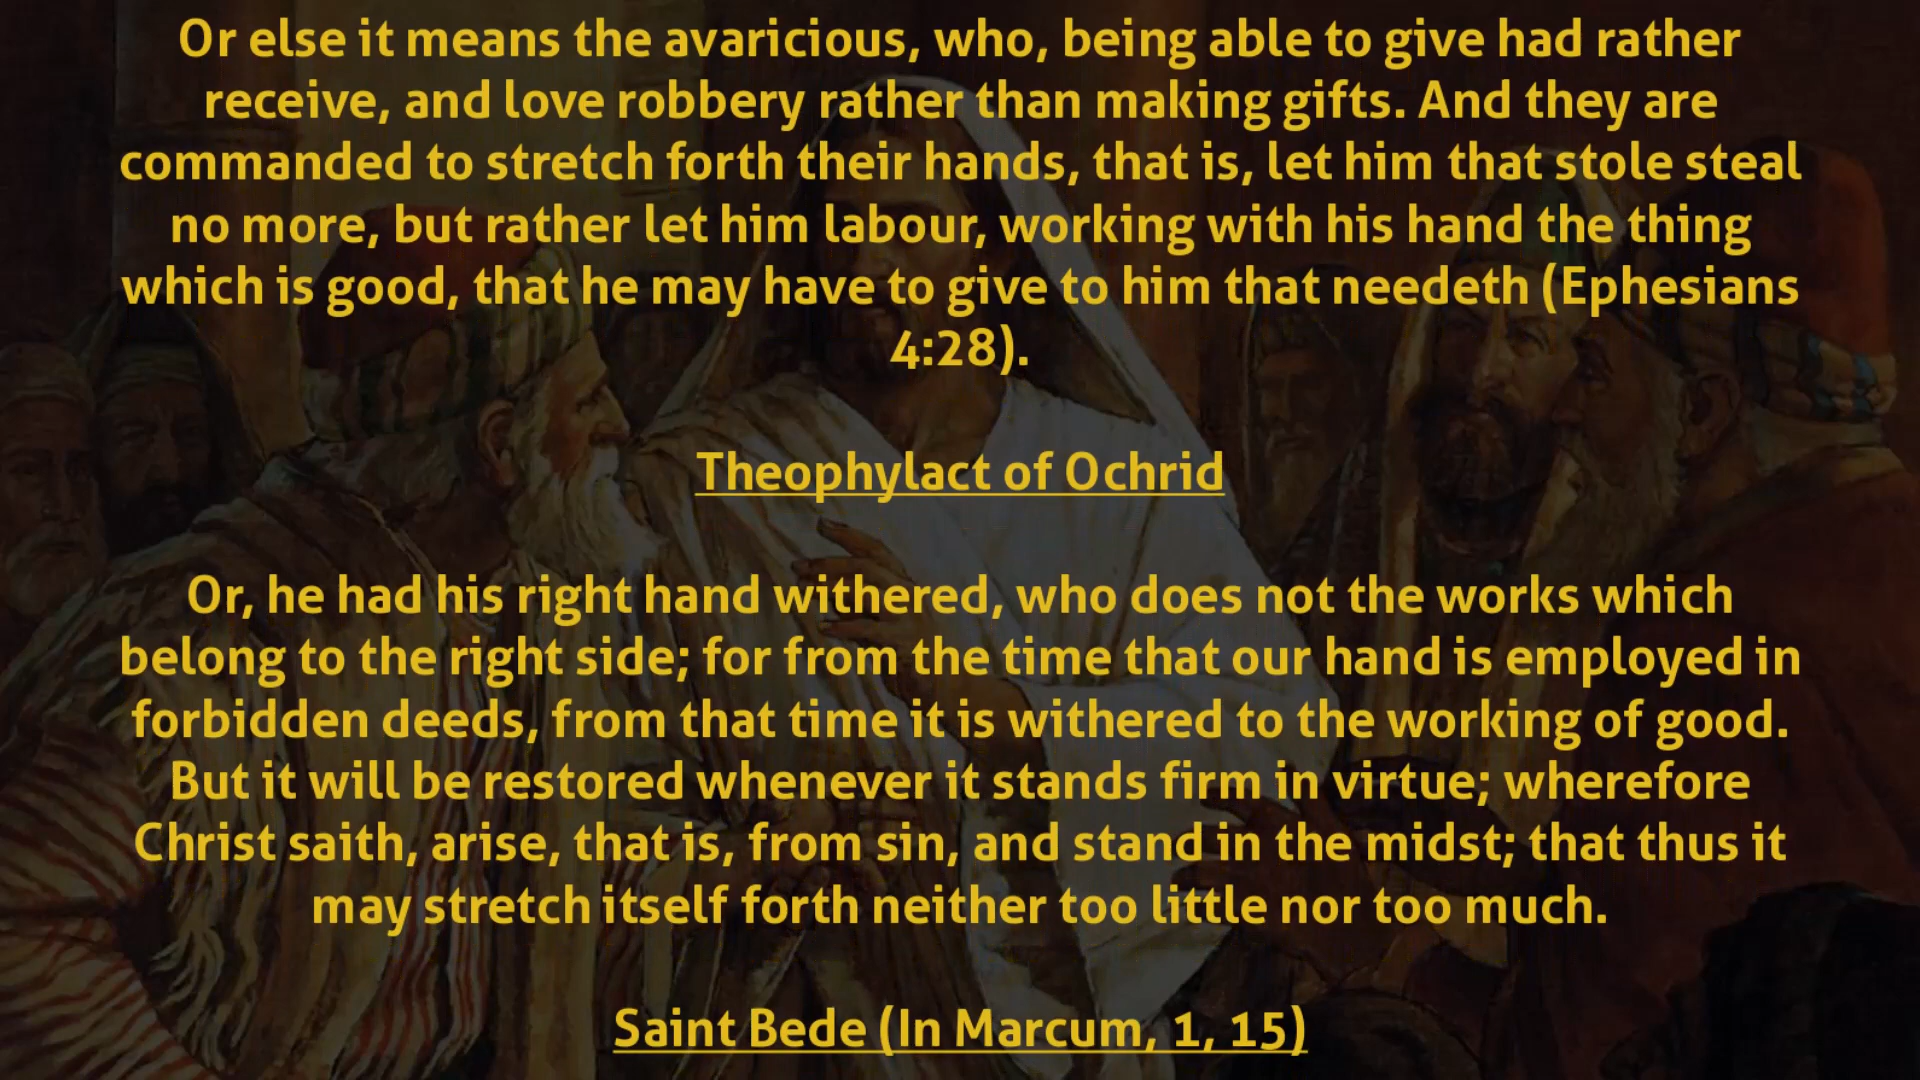 Or else it means the avaricious, who, being able to give had rather
receive, and love robbery rather than making gifts. And they are
commanded to stretch forth their hands, that is, let him that stole steal
no more, but rather let him labour, working with his hand the thing
which is good, that he may have to give to him that needeth (Ephesians
4:28).
Theophylact of Ochrid
Or, he had his right hand withered, who does not the works which
belong to the right side; for from the time that our hand is employed in
forbidden deeds, from that time it is withered to the working of good.
But it will be restored whenever it stands firm in virtue; wherefore
Christ saith, arise, that is, from sin, and stand in the midst; that thus it
may stretch itself forth neither too little nor too much.
Saint Bede (In Marcum, 1, 15)